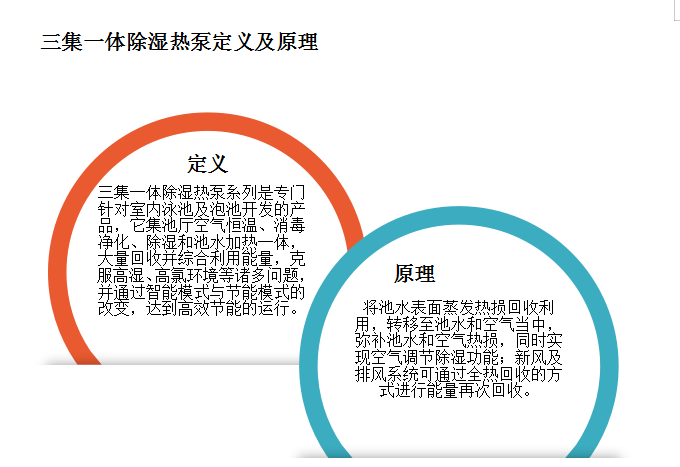 三集一体除湿热泵定义及原理
定义
三集一体除湿热泵系列是专门
针对室内泳池及泡池开发的产
品，它集池厅空气恒温、消毒
净化、除湿和池水加热一体，
大量回收并综合利用能量，克
服高湿、高氯环境等诸多问题，
并通过智能模式与节能模式的
改变，达到高效节能的运行。
原理
将池水表面蒸发热损回收利
用，转移至池水和空气当中，
弥补池水和空气热损，同时实
现空气调节除湿功能；新风及
排风系统可通过全热回收的方
式进行能量再次回收。